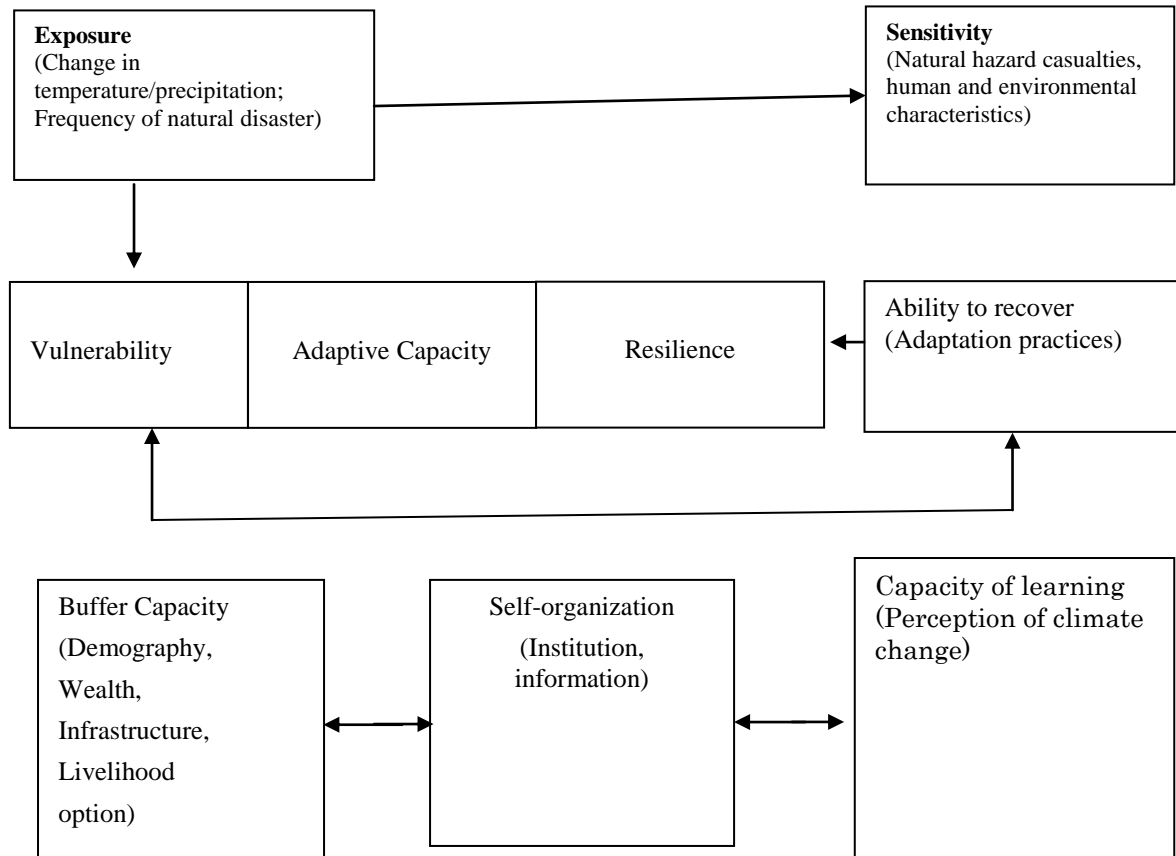 Exposure
(Change in
temperature/precipitation;
Frequency of natural disaster)
Sensitivity
(Natural hazard casualties,
human and environmental
characteristics)
Vulnerability
Adaptive Capacity
Resilience
Ability to recover
(Adaptation practices)
Buffer Capacity
(Demography,
Wealth,
Infrastructure,
Livelihood
option)
Self-organization
(Institution,
information)
Capacity of learning
(Perception of climate
change)